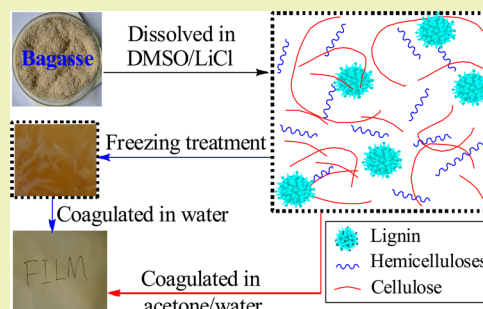 Bagasse
Dissolved in
DMSO/LiCl
Freezing treatment
Coagulated in water
FILM
Coagulated in
acetone/water
Lignin
Hemicelluloses
Cellulose